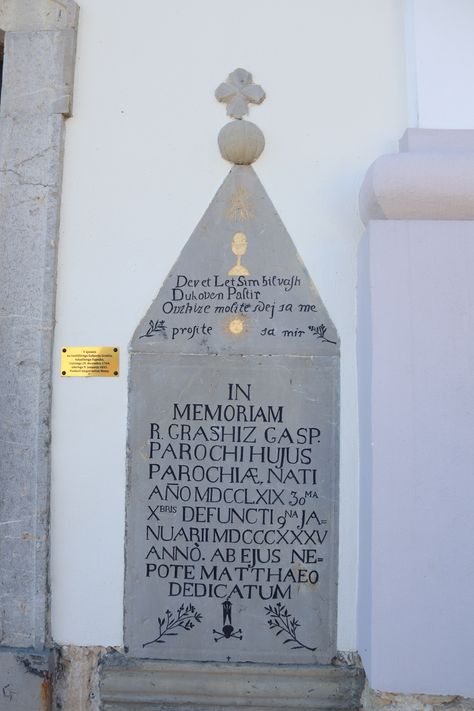 Devet Let sim bil vash
Duhoven Pastir
Ovzhize molite sdej sa me
prosite sa mir
IN
MEMORIAM
R. GRASHIZ GASP.
PAROCHI HUJUS
PAROCHIÆ, NATI
AÑO MDCCLXIX 30MA
XBRIS DEFUNCTI 9NA JA-
NUARII MDCCCXXXV
ANNÒ. AB EJUS NE-
POTE MATTHAEO
DEDICATUM
V spomin